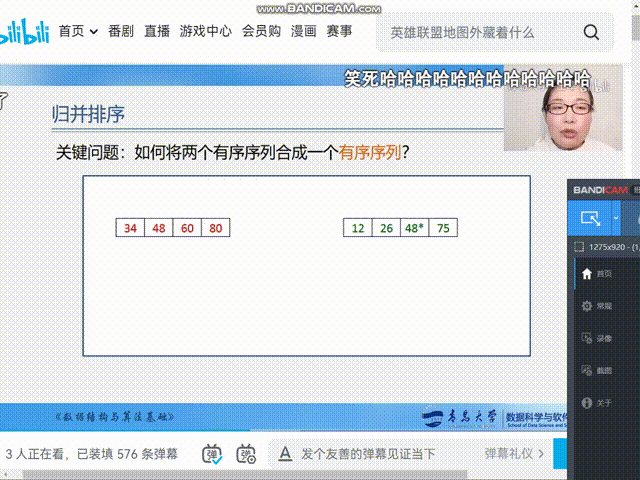 www.BANDICAM.com
bilibili 首页 番剧 直播 游戏中心 会员购 漫画 赛事 英雄联盟地图外藏着什么
笑死哈哈哈哈哈哈哈哈哈哈哈哈
了
归并排序
关键问题：如何将两个有序序列合成一个有序序列？
BANDICAM
34 48 60 80 12 26 48* 75
1275x920 - (1,
首页
常规
录像
截图
关于
《数据结构与算法基础》 青岛大学 数据科学与软件
School of Data Science and S
3 人正在看，已装填 576 条弹幕 弹 弹 A 发个友善的弹幕见证当下 弹幕礼仪 >